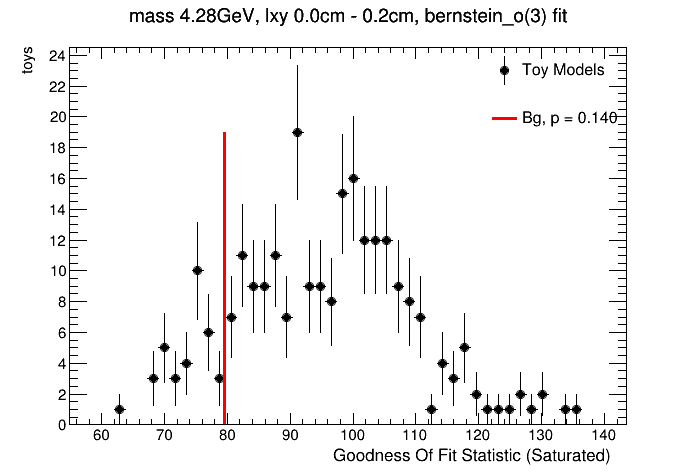 mass 4.28GeV, lxy 0.0cm - 0.2cm, bernstein_o(3) fit
toys
24
22
20
18
16
14
12
10
8
6
4
2
0
Toy Models
Bg, p = 0.140
60 70 80 90 100 110 120 130 140
Goodness Of Fit Statistic (Saturated)